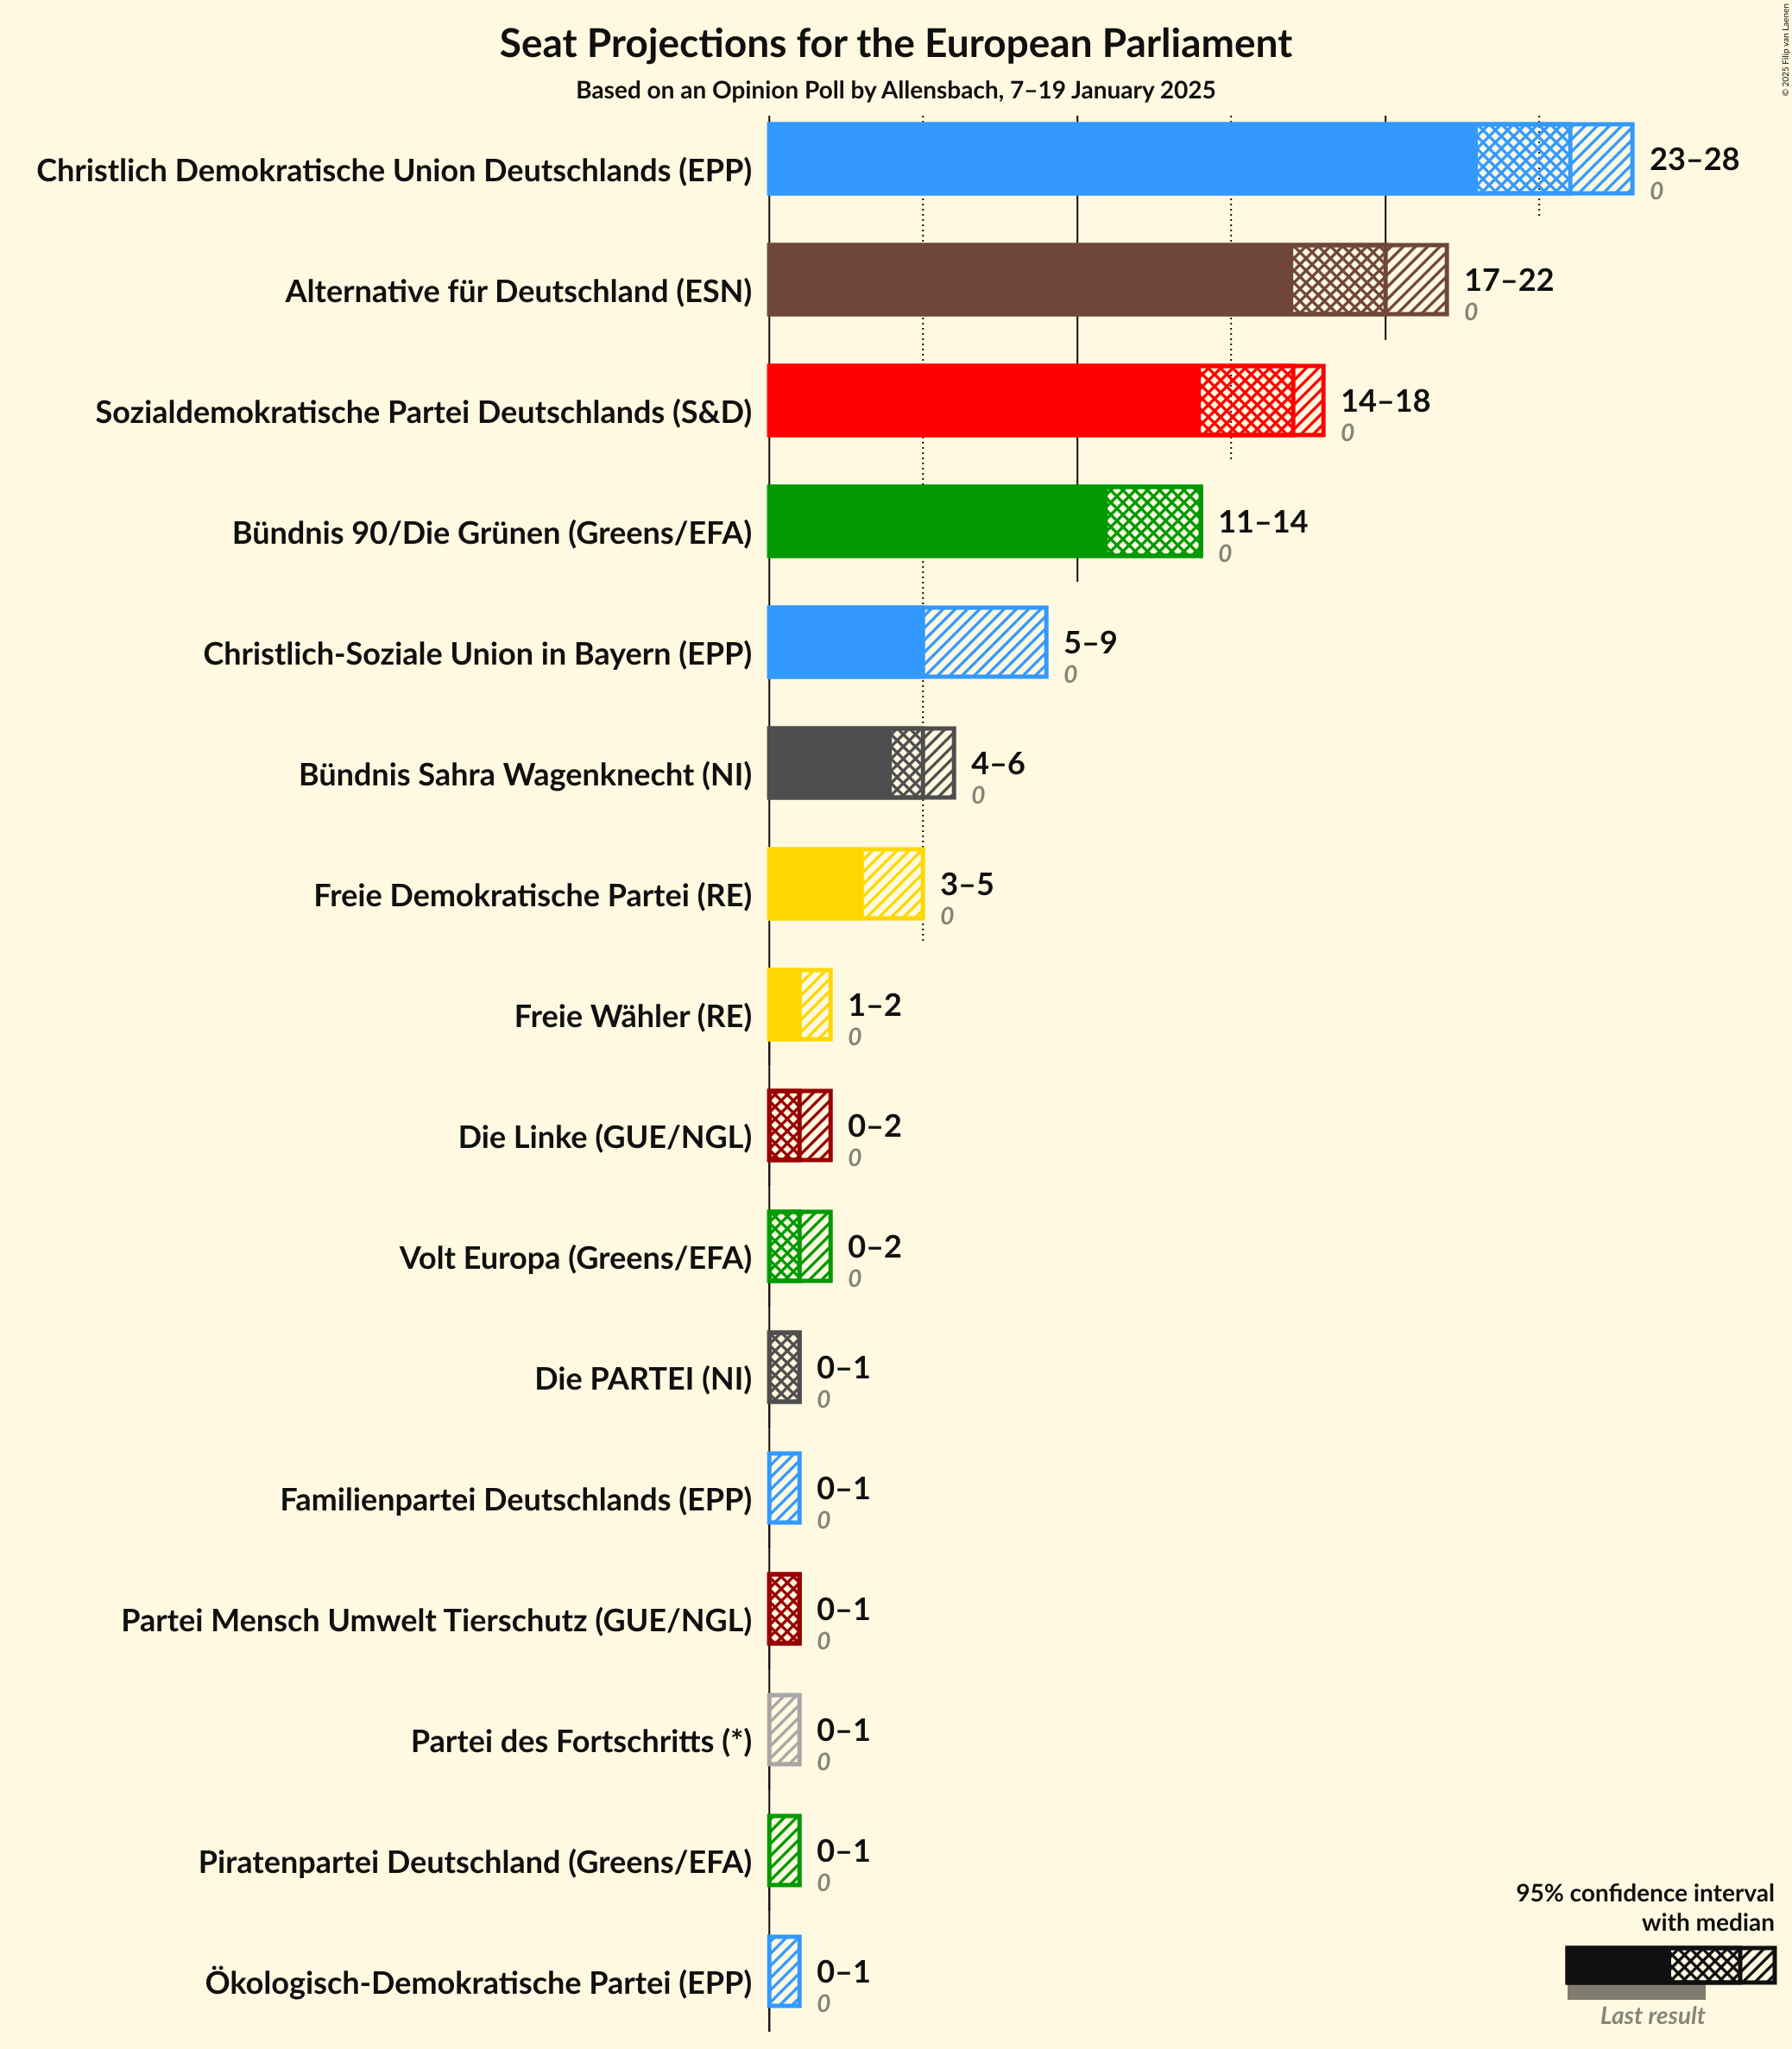 Seat Projections for the European Parliament
Based on an Opinion Poll by Allensbach, 7–19 January 2025
© 2025 Filip van Laenen
Christlich Demokratische Union Deutschlands (EPP)
23–28
0
Alternative für Deutschland (ESN)
17–22
0
Sozialdemokratische Partei Deutschlands (S&D)
14–18
0
Bündnis 90/Die Grünen (Greens/EFA)
11–14
0
Christlich-Soziale Union in Bayern (EPP)
5–9
0
Bündnis Sahra Wagenknecht (NI)
4–6
0
Freie Demokratische Partei (RE)
3–5
0
Freie Wähler (RE)
1–2
0
Die Linke (GUE/NGL)
0–2
0
Volt Europa (Greens/EFA)
0–2
0
Die PARTEI (NI)
0–1
0
Familienpartei Deutschlands (EPP)
0–1
0
Partei Mensch Umwelt Tierschutz (GUE/NGL)
0–1
0
Partei des Fortschritts (*)
0–1
0
Piratenpartei Deutschland (Greens/EFA)
0–1
0
Ökologisch-Demokratische Partei (EPP)
0–1
0
95% confidence interval
with median
Last result